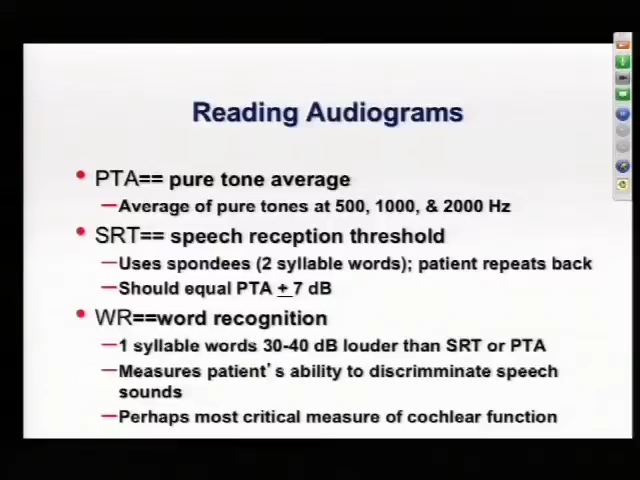 Reading Audiograms
• PTA== pure tone average
—Average of pure tones at 500, 1000, & 2000 Hz
• SRT== speech reception threshold
—Uses spondees (2 syllable words); patient repeats back
—Should equal PTA + 7 dB
• WR==word recognition
—1 syllable words 30-40 dB louder than SRT or PTA
—Measures patient's ability to discrimminate speech
sounds
—Perhaps most critical measure of cochlear function